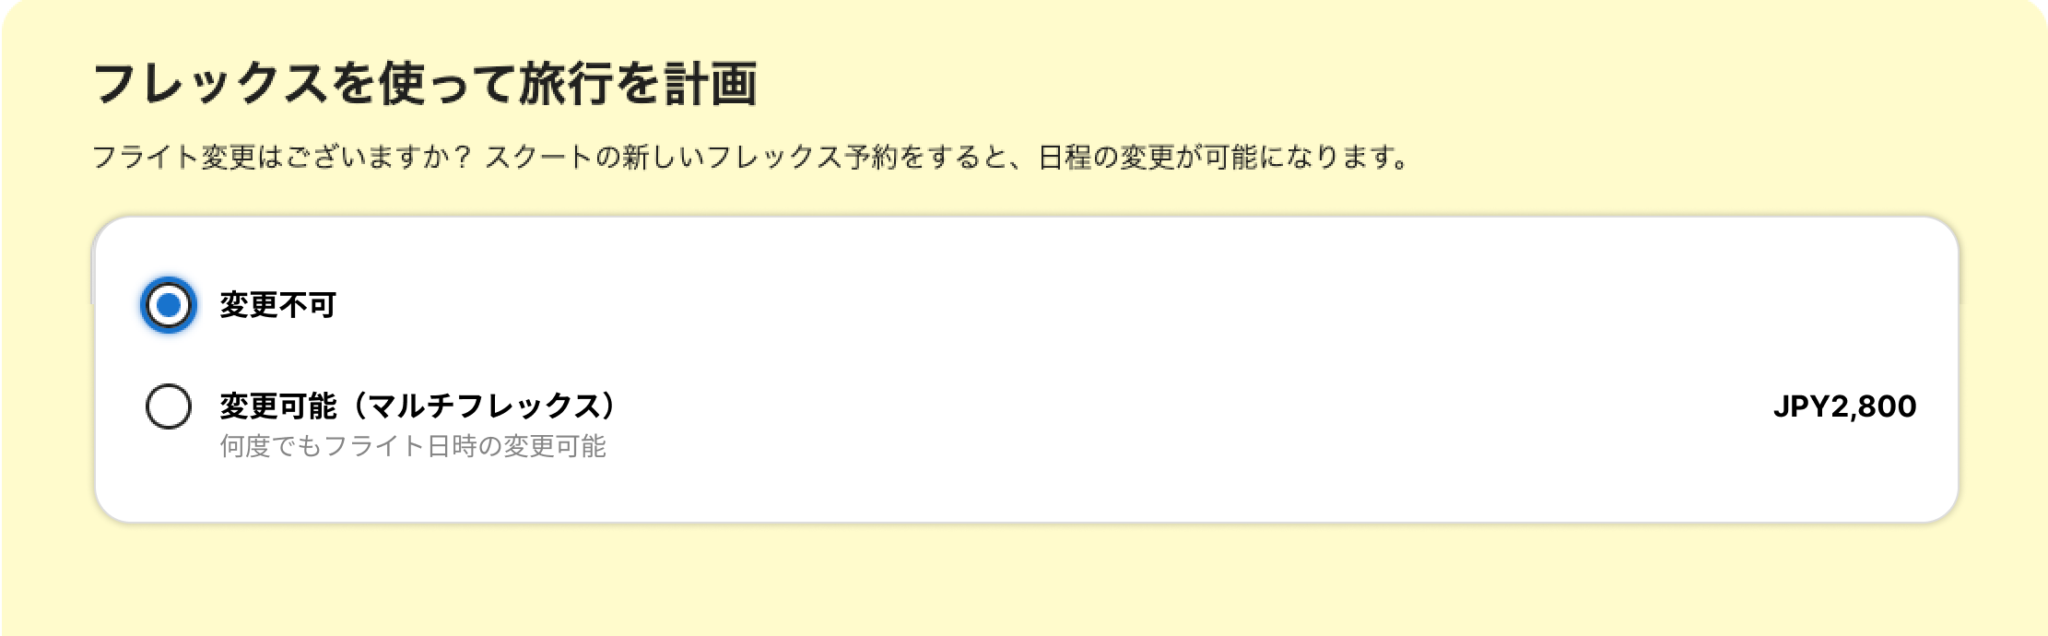 フレックスを使って旅行を計画
フライト変更はございますか？ スクートの新しいフレックス予約をすると、日程の変更が可能になります。
変更不可
変更可能（マルチフレックス） JPY2,800
何度でもフライト日時の変更可能